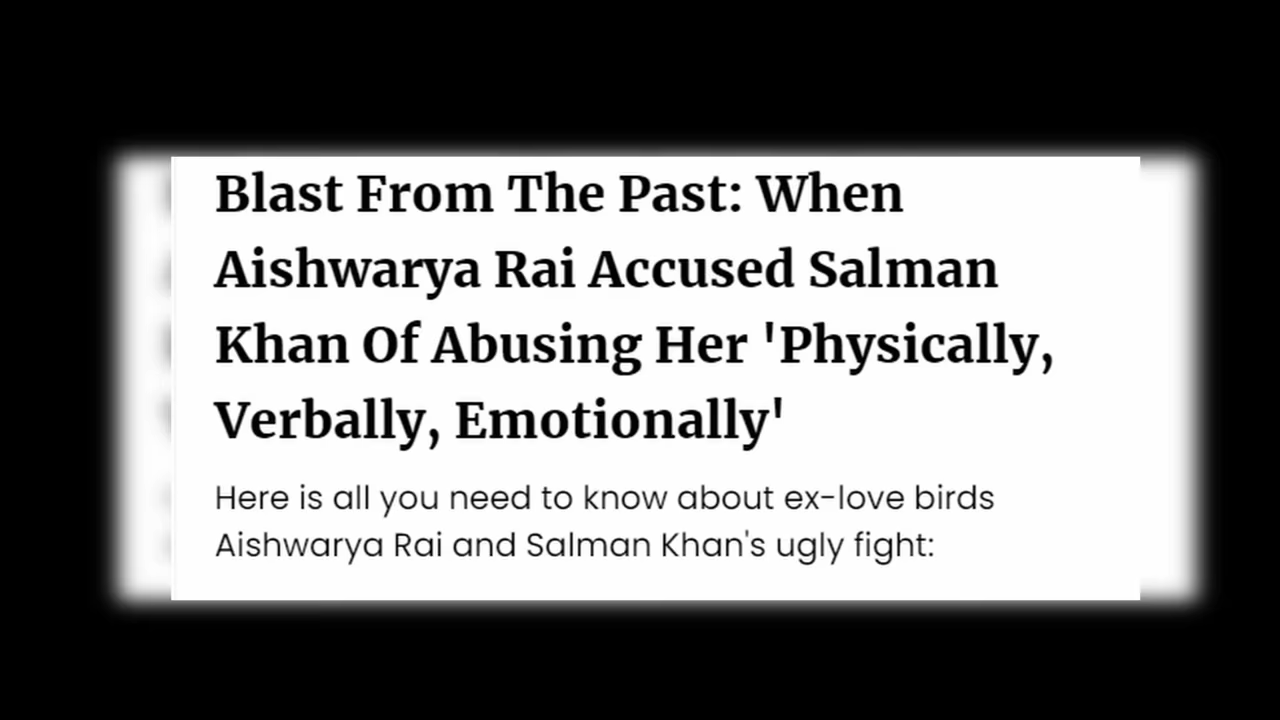 Blast From The Past: When
Aishwarya Rai Accused Salman
Khan Of Abusing Her 'Physically,
Verbally, Emotionally'
Here is all you need to know about ex-love birds
Aishwarya Rai and Salman Khan's ugly fight: